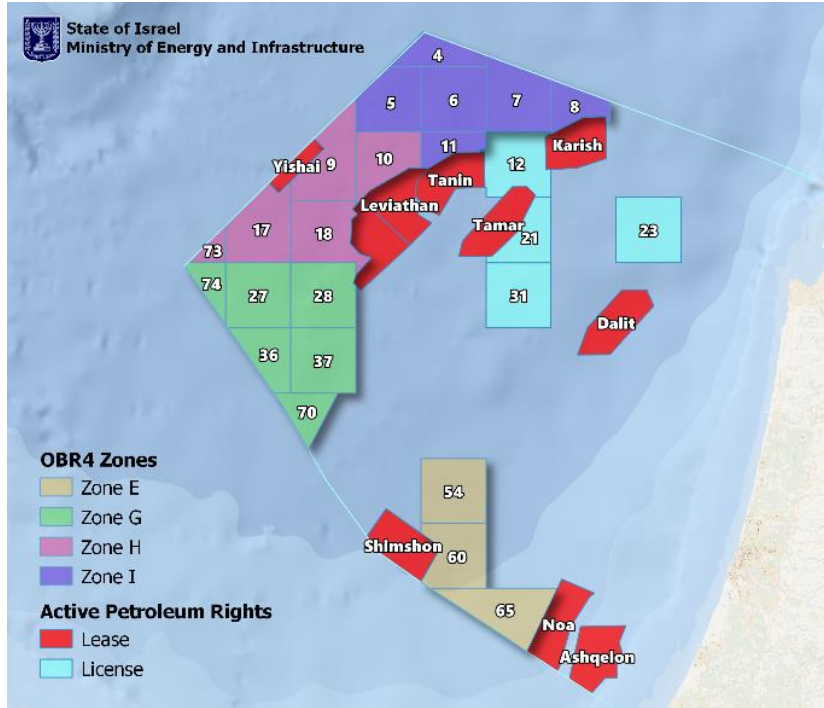 State of Israel
Ministry of Energy and Infrastructure
4
5
6
7
8
Yishai
9
10
11
12
Karish
Tanin
Leviathan
Tamar
17
18
21
23
73
74
27
28
31
Dalit
36
37
70
OBR4 Zones
Zone E
Zone G
Zone H
Zone I
54
Shimshon
60
65
Noa
Ashqelon
Active Petroleum Rights
Lease
License